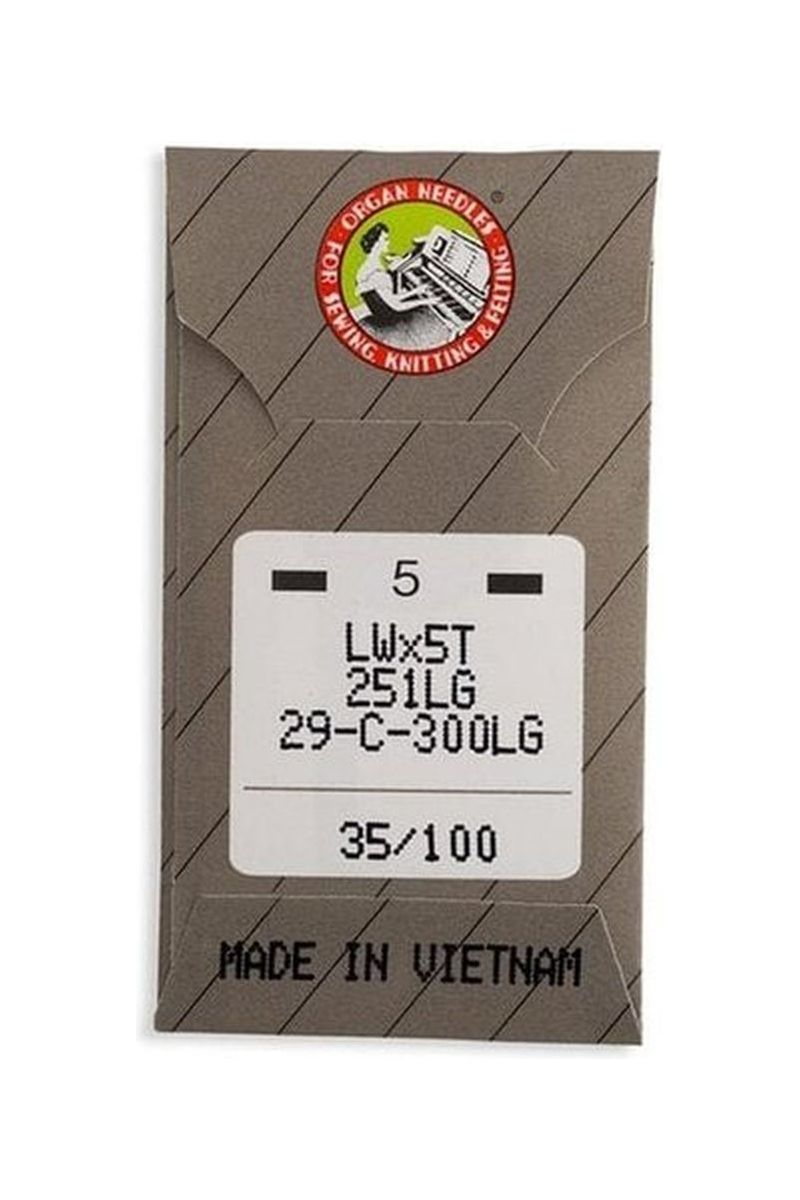 ORGAN NEEDLES ®
· FOR SEWING, KNITTING & FELTING ·
5
LWx5T
251LG
29-C-300LG
35/100
MADE IN VIETNAM